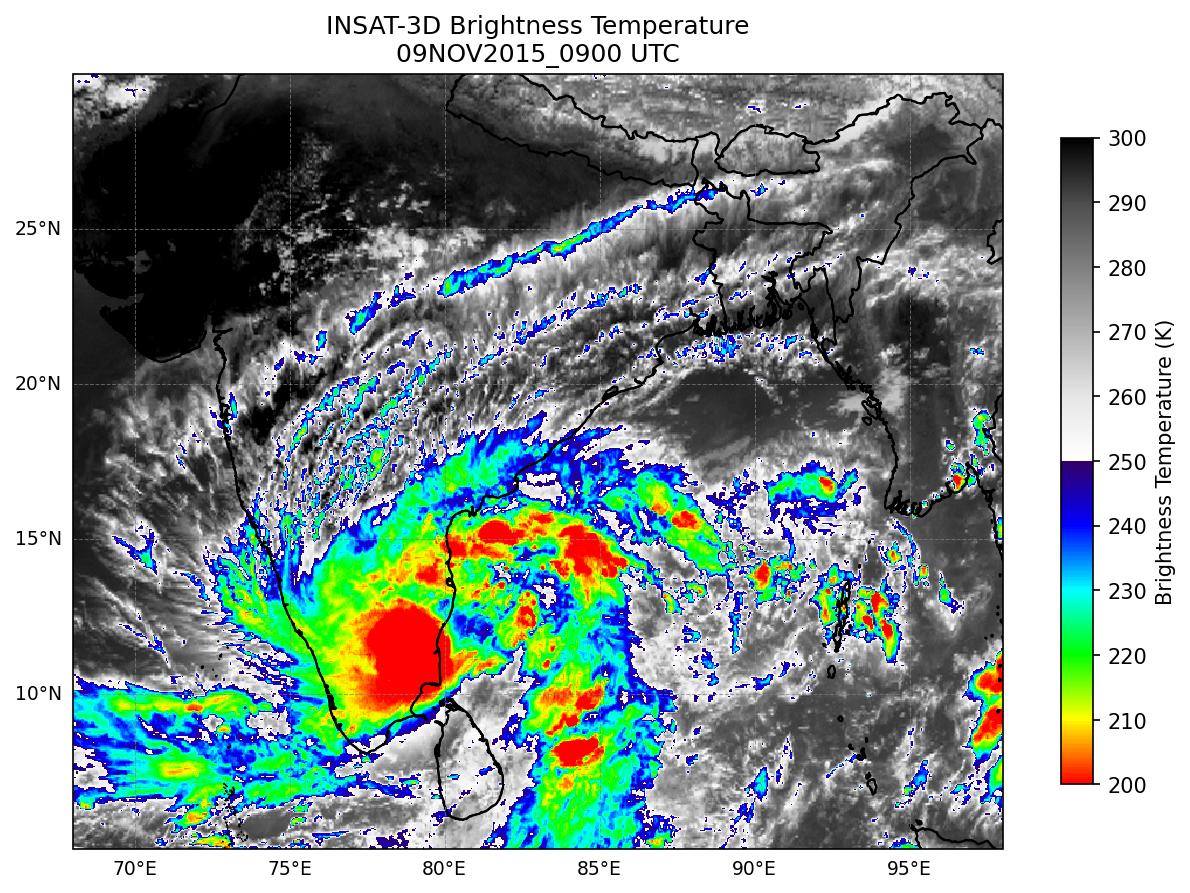 INSAT-3D Brightness Temperature
09NOV2015_0900 UTC
25°N
20°N
15°N
10°N
70°E
75°E
80°E
85°E
90°E
95°E
300
290
280
270
260
250
240
230
220
210
200
Brightness Temperature (K)